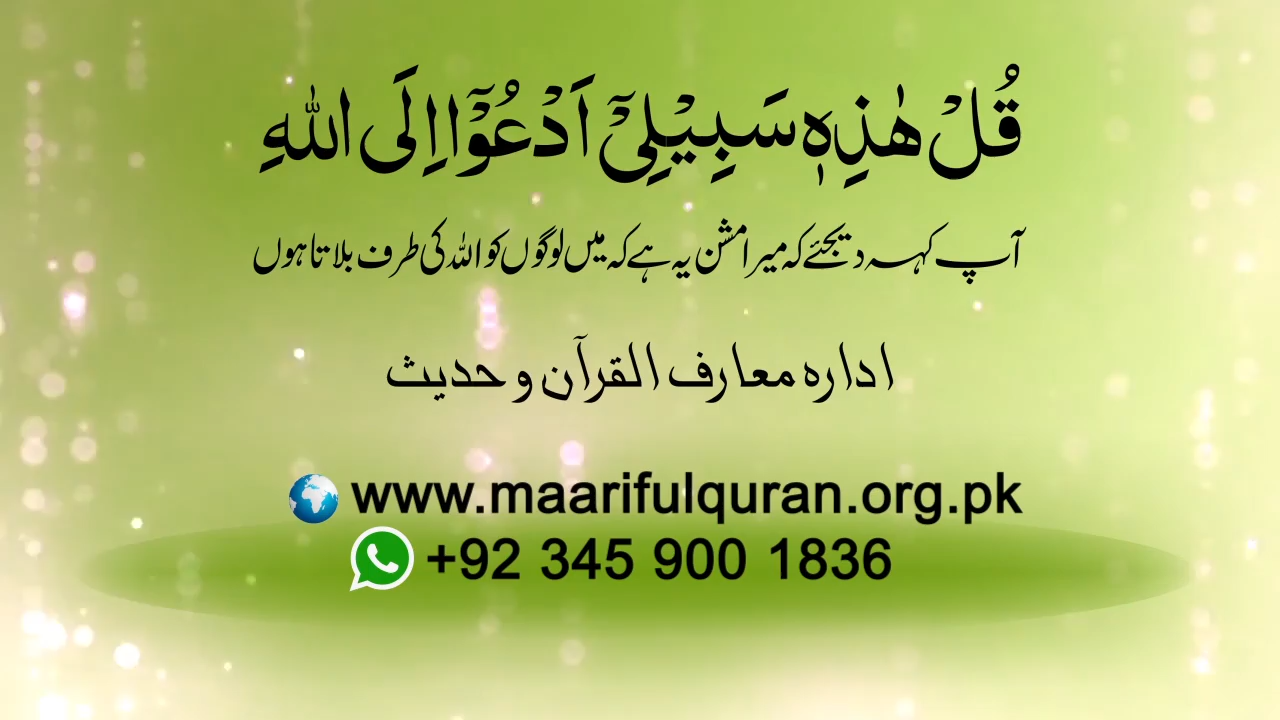 قُلْ هٰذِهٖ سَبِیْلِیْۤ اَدْعُوْۤا اِلَی اللہِ
آپ کہہ دیجئے کہ میرا مشن یہ ہے کہ میں لوگوں کو اللہ کی طرف بلاتا ہوں
ادارہ معارف القرآن و حدیث
www.maarifulquran.org.pk
+92 345 900 1836